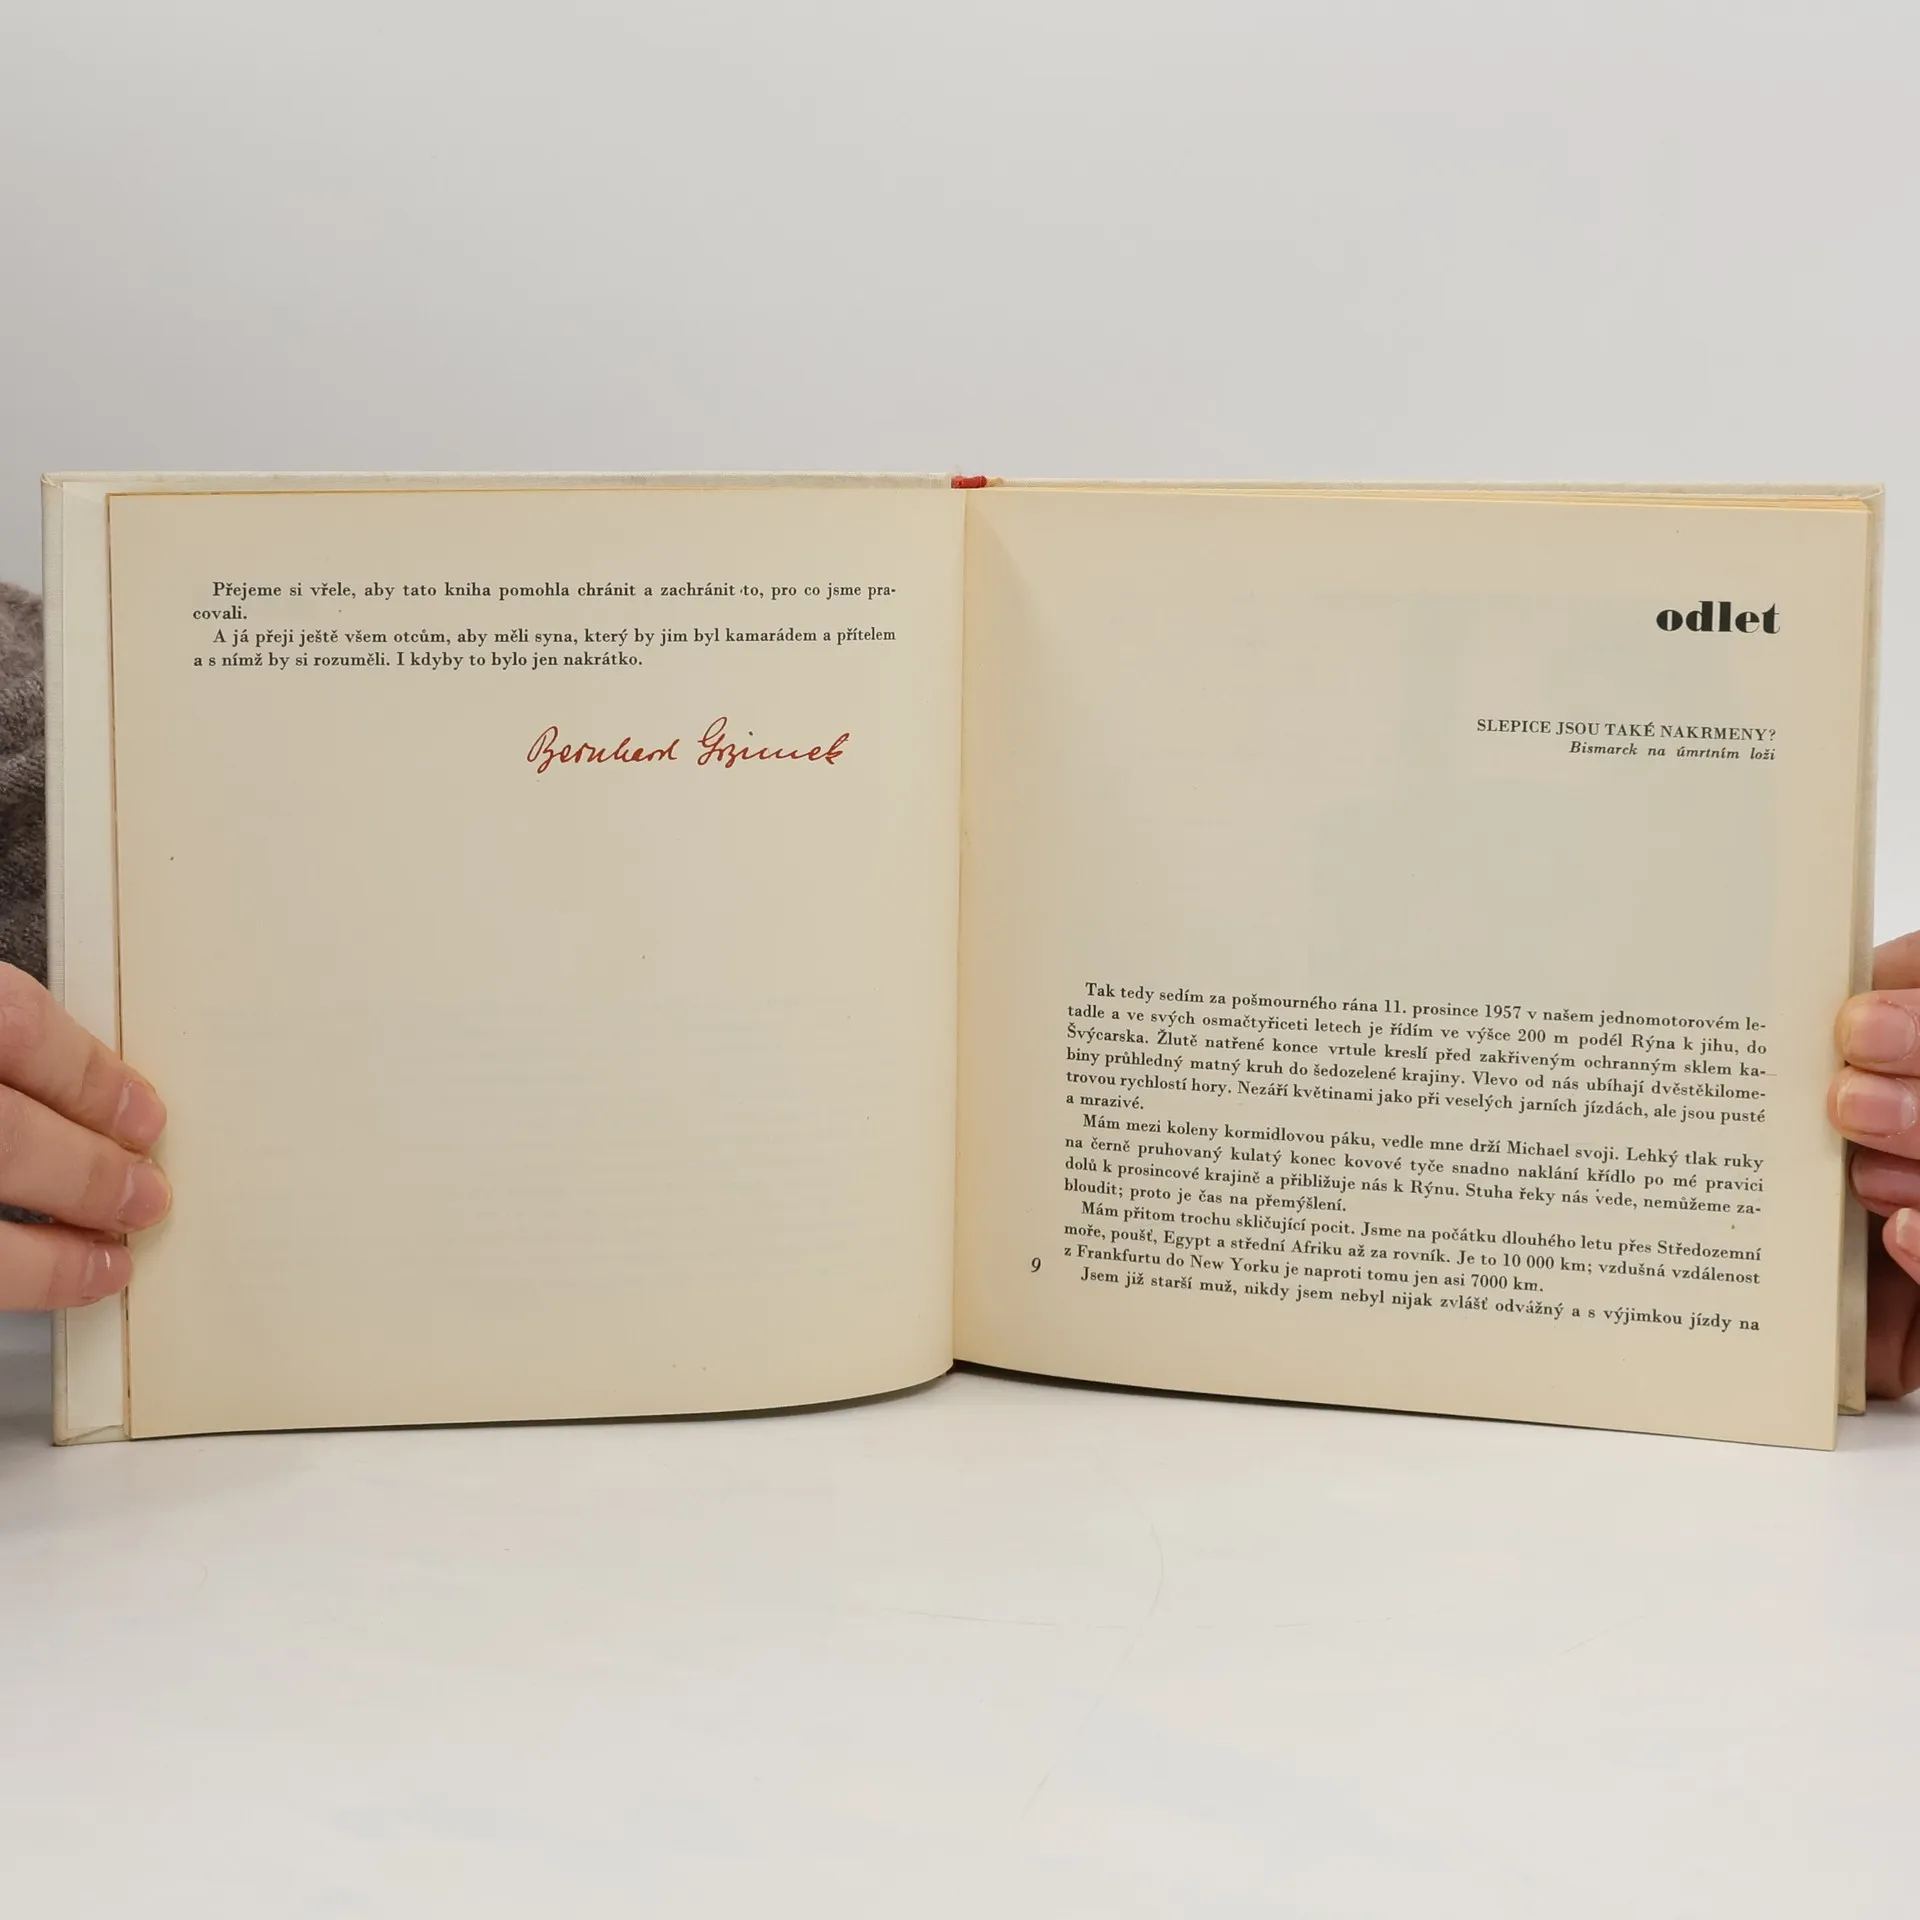 Přejeme si vřele, aby tato kniha pomohla chránit a zachránit to, pro co jsme pra-
covali.
A já přeji ještě všem otcům, aby měli syna, který by jim byl kamarádem a přítelem
a s nímž by si rozuměli. I kdyby to bylo jen nakrátko.
Bernhard Grzimek
odlet
SLEPICE JSOU TAKÉ NAKRMENY?
Bismarck na úmrtním loži
Tak tedy sedím za pošmourného rána 11. prosince 1957 v našem jednomotorovém le-
tadle a ve svých osmačtyřiceti letech je řídím ve výšce 200 m podél Rýna k jihu, do
Švýcarska. Žlutě natřené konce vrtule kreslí před zakřiveným ochranným sklem ka-
biny průhledný matný kruh do šedozelené krajiny. Vlevo od nás ubíhají dvěstěkilome-
trovou rychlostí hory. Nezáří květinami jako při veselých jarních jízdách, ale jsou pusté
a mrazivé.
Mám mezi koleny kormidlovou páku, vedle mne drží Michael svoji. Lehký tlak ruky
na černě pruhovaný kulatý konec kovové tyče snadno naklání křídlo po mé pravici
dolů k prosincové krajině a přibližuje nás k Rýnu. Stuha řeky nás vede, nemůžeme za-
bloudit; proto je čas na přemýšlení.
Mám přitom trochu skličující pocit. Jsme na počátku dlouhého letu přes Středozemní
moře, poušť, Egypt a střední Afriku až za rovník. Je to 10 000 km; vzdušná vzdálenost
z Frankfurtu do New Yorku je naproti tomu jen asi 7000 km.
Jsem již starší muž, nikdy jsem nebyl nijak zvlášť odvážný a s výjimkou jízdy na
9